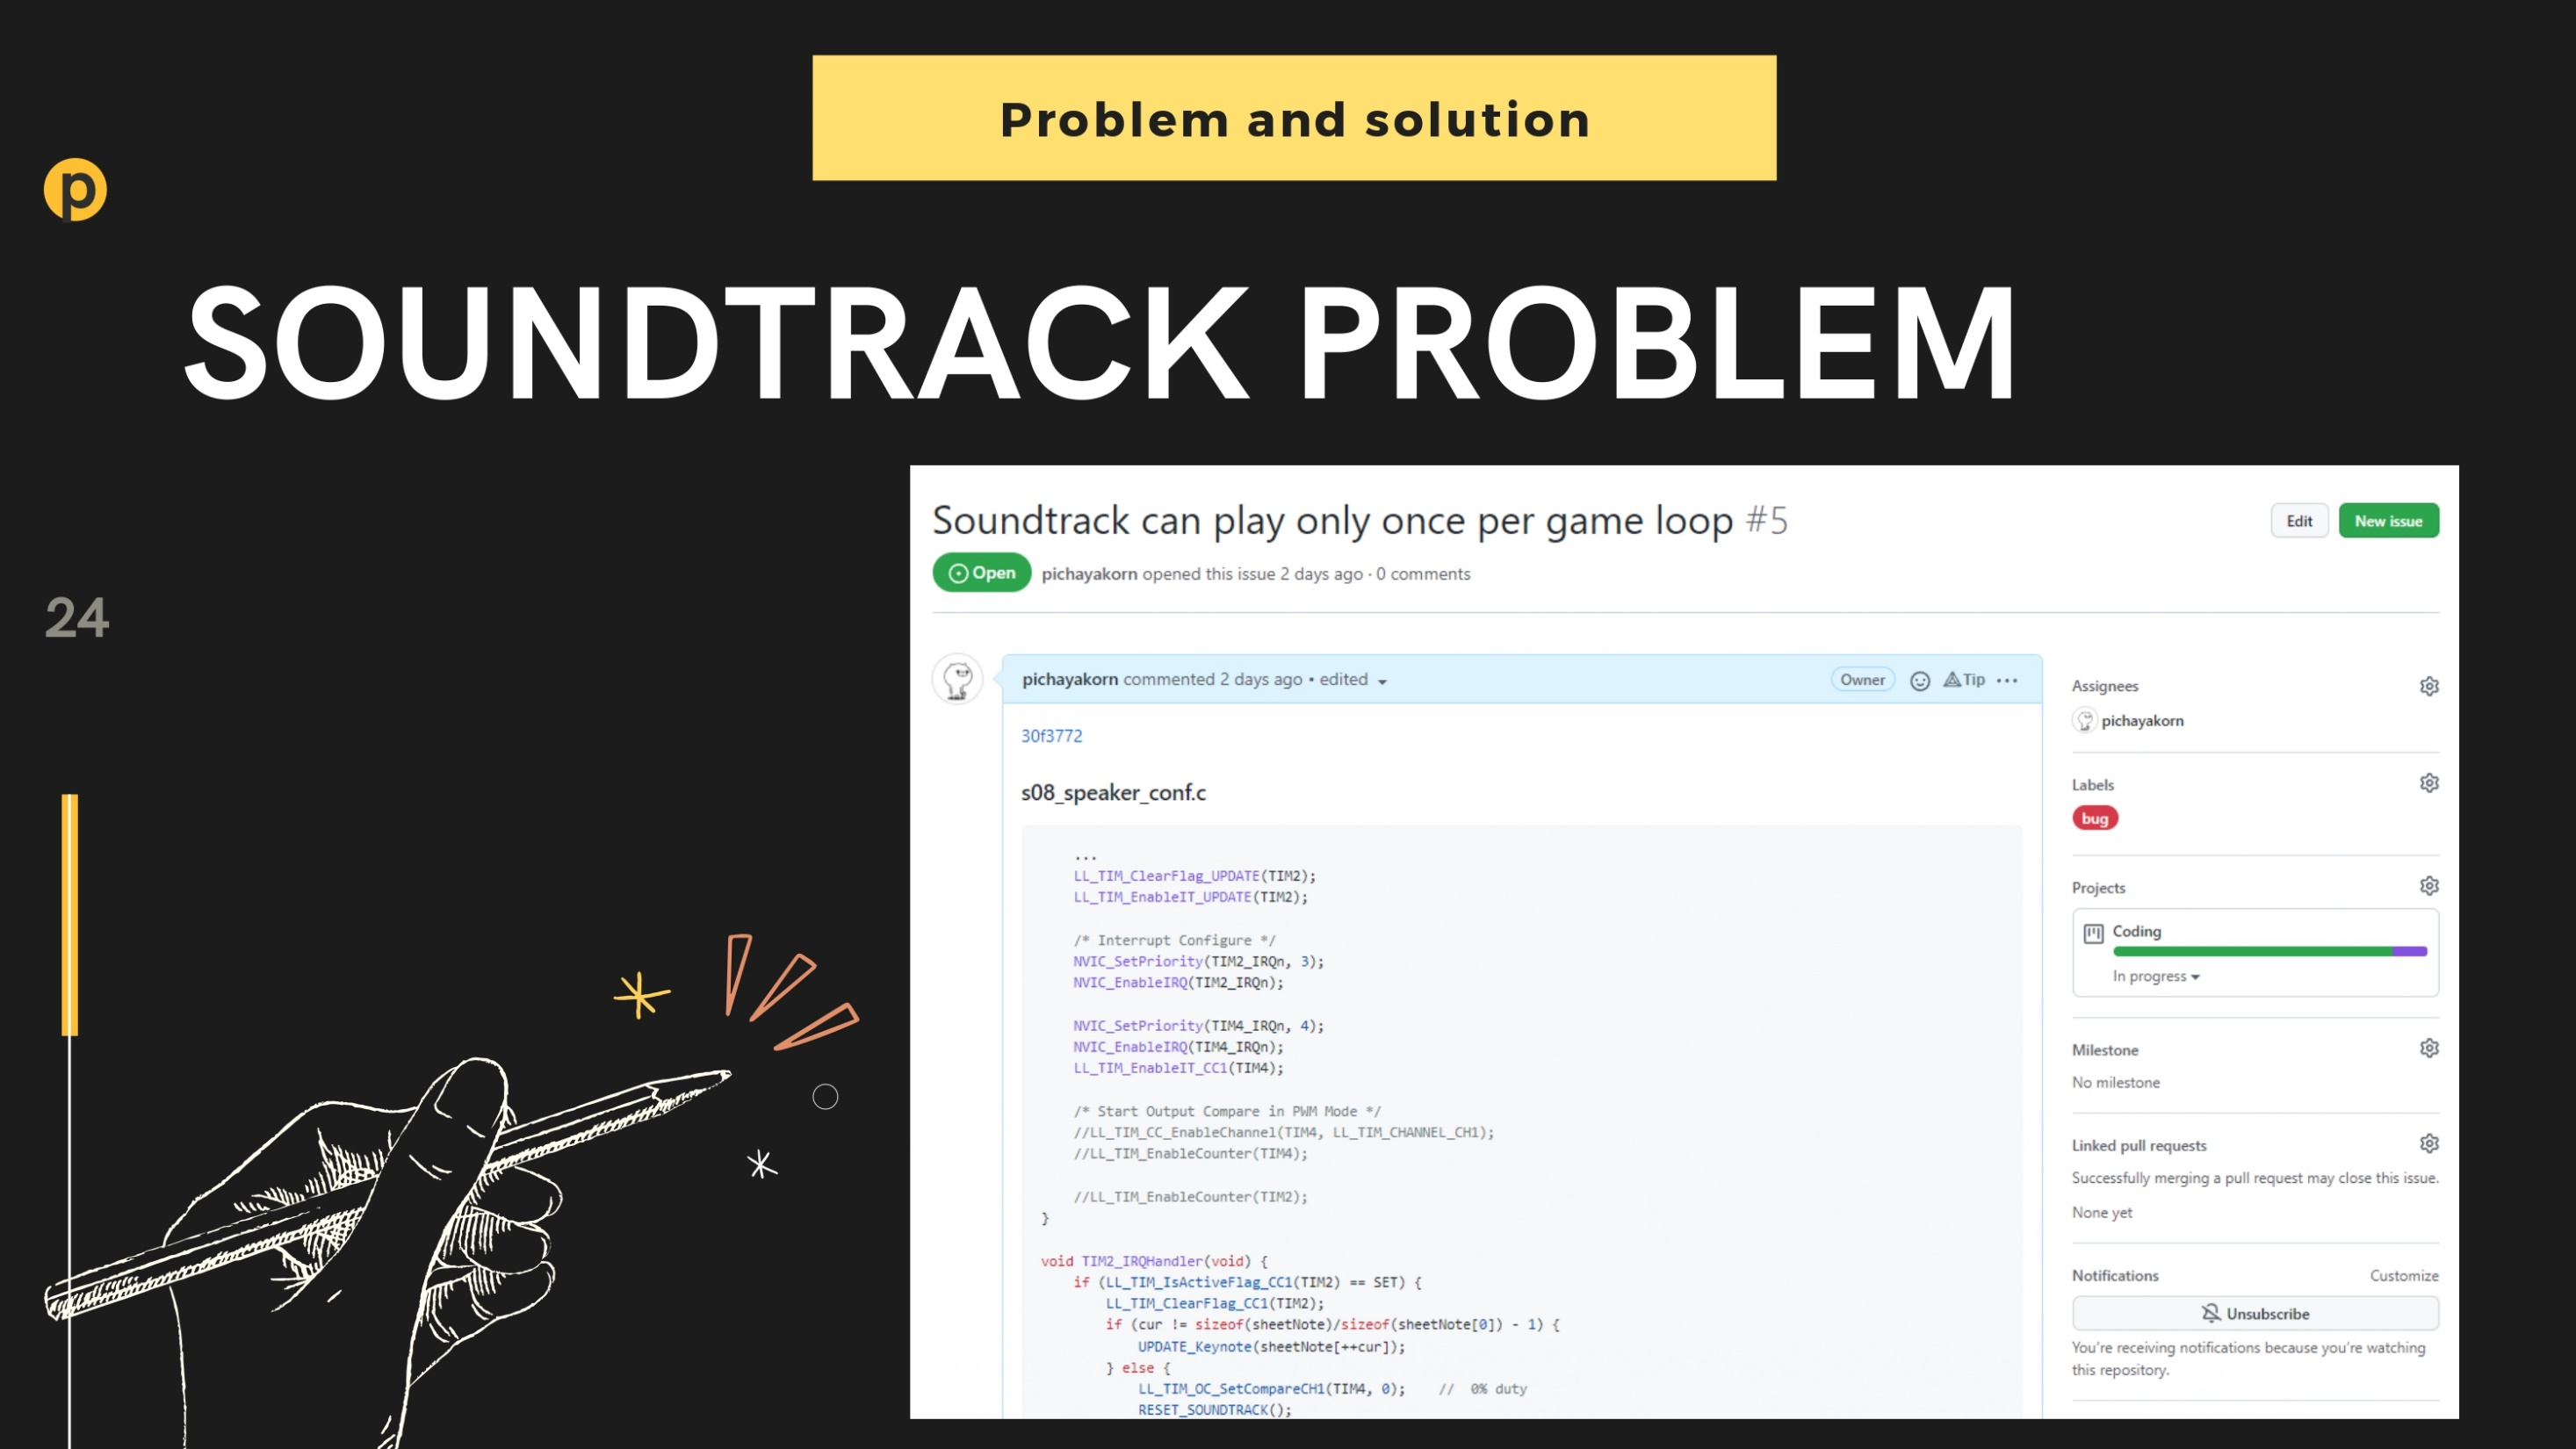 Problem and solution
p
SOUNDTRACK PROBLEM
24
Soundtrack can play only once per game loop #5
Edit
New issue
Open
pichayakorn opened this issue 2 days ago · 0 comments
pichayakorn commented 2 days ago • edited
Owner
Tip
30f3772
s08_speaker_conf.c
...
LL_TIM_ClearFlag_UPDATE(TIM2);
LL_TIM_EnableIT_UPDATE(TIM2);
/* Interrupt Configure */
NVIC_SetPriority(TIM2_IRQn, 3);
NVIC_EnableIRQ(TIM2_IRQn);
NVIC_SetPriority(TIM4_IRQn, 4);
NVIC_EnableIRQ(TIM4_IRQn);
LL_TIM_EnableIT_CC1(TIM4);
/* Start Output Compare in PWM Mode */
//LL_TIM_CC_EnableChannel(TIM4, LL_TIM_CHANNEL_CH1);
//LL_TIM_EnableCounter(TIM4);
//LL_TIM_EnableCounter(TIM2);
}
void TIM2_IRQHandler(void) {
if (LL_TIM_IsActiveFlag_CC1(TIM2) == SET) {
LL_TIM_ClearFlag_CC1(TIM2);
if (cur != sizeof(sheetNote)/sizeof(sheetNote[0]) - 1) {
UPDATE_Keynote(sheetNote[++cur]);
} else {
LL_TIM_OC_SetCompareCH1(TIM4, 0); // 0% duty
RESET_SOUNDTRACK();
Assignees
pichayakorn
Labels
bug
Projects
Coding
In progress
Milestone
No milestone
Linked pull requests
Successfully merging a pull request may close this issue.
None yet
Notifications
Customize
Unsubscribe
You're receiving notifications because you're watching
this repository.